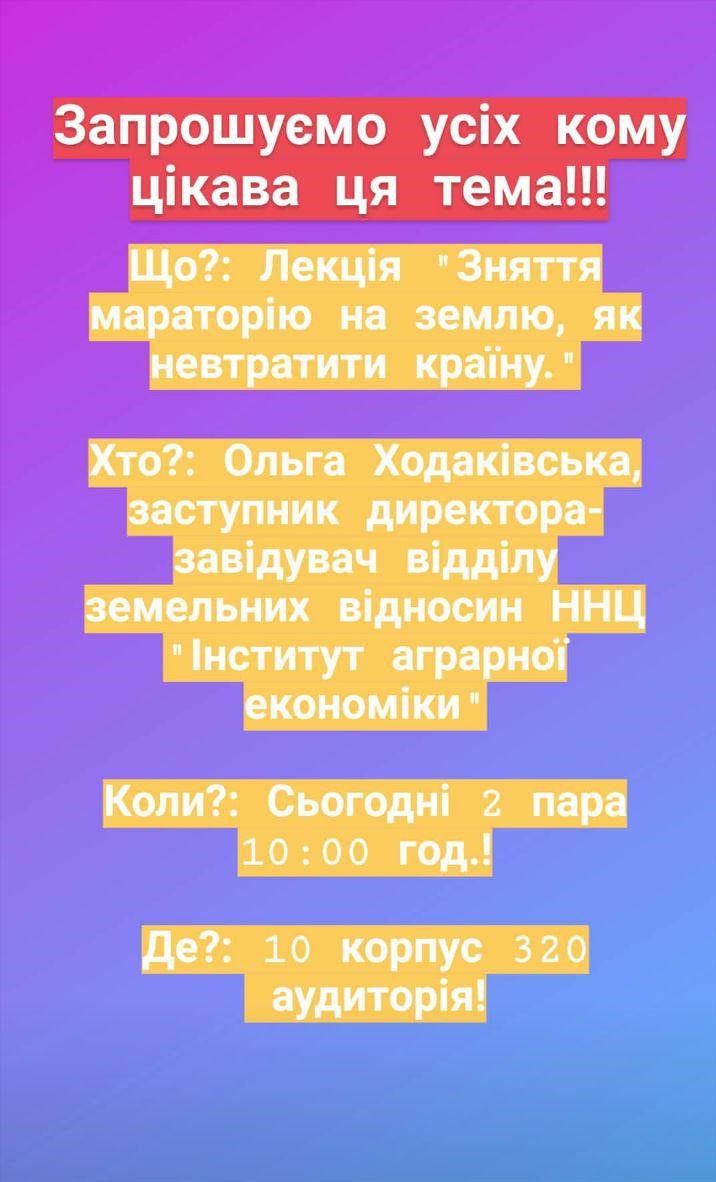 Запрошуємо усіх кому
цікава ця тема!!!
Що?: Лекція "Зняття
мараторію на землю, як
невтратити країну."
Хто?: Ольга Ходаківська,
заступник директора-
завідувач відділу
земельних відносин ННЦ
"Інститут аграрної
економіки"
Коли?: Сьогодні 2 пара
10:00 год.!
Де?: 10 корпус 320
аудиторія!